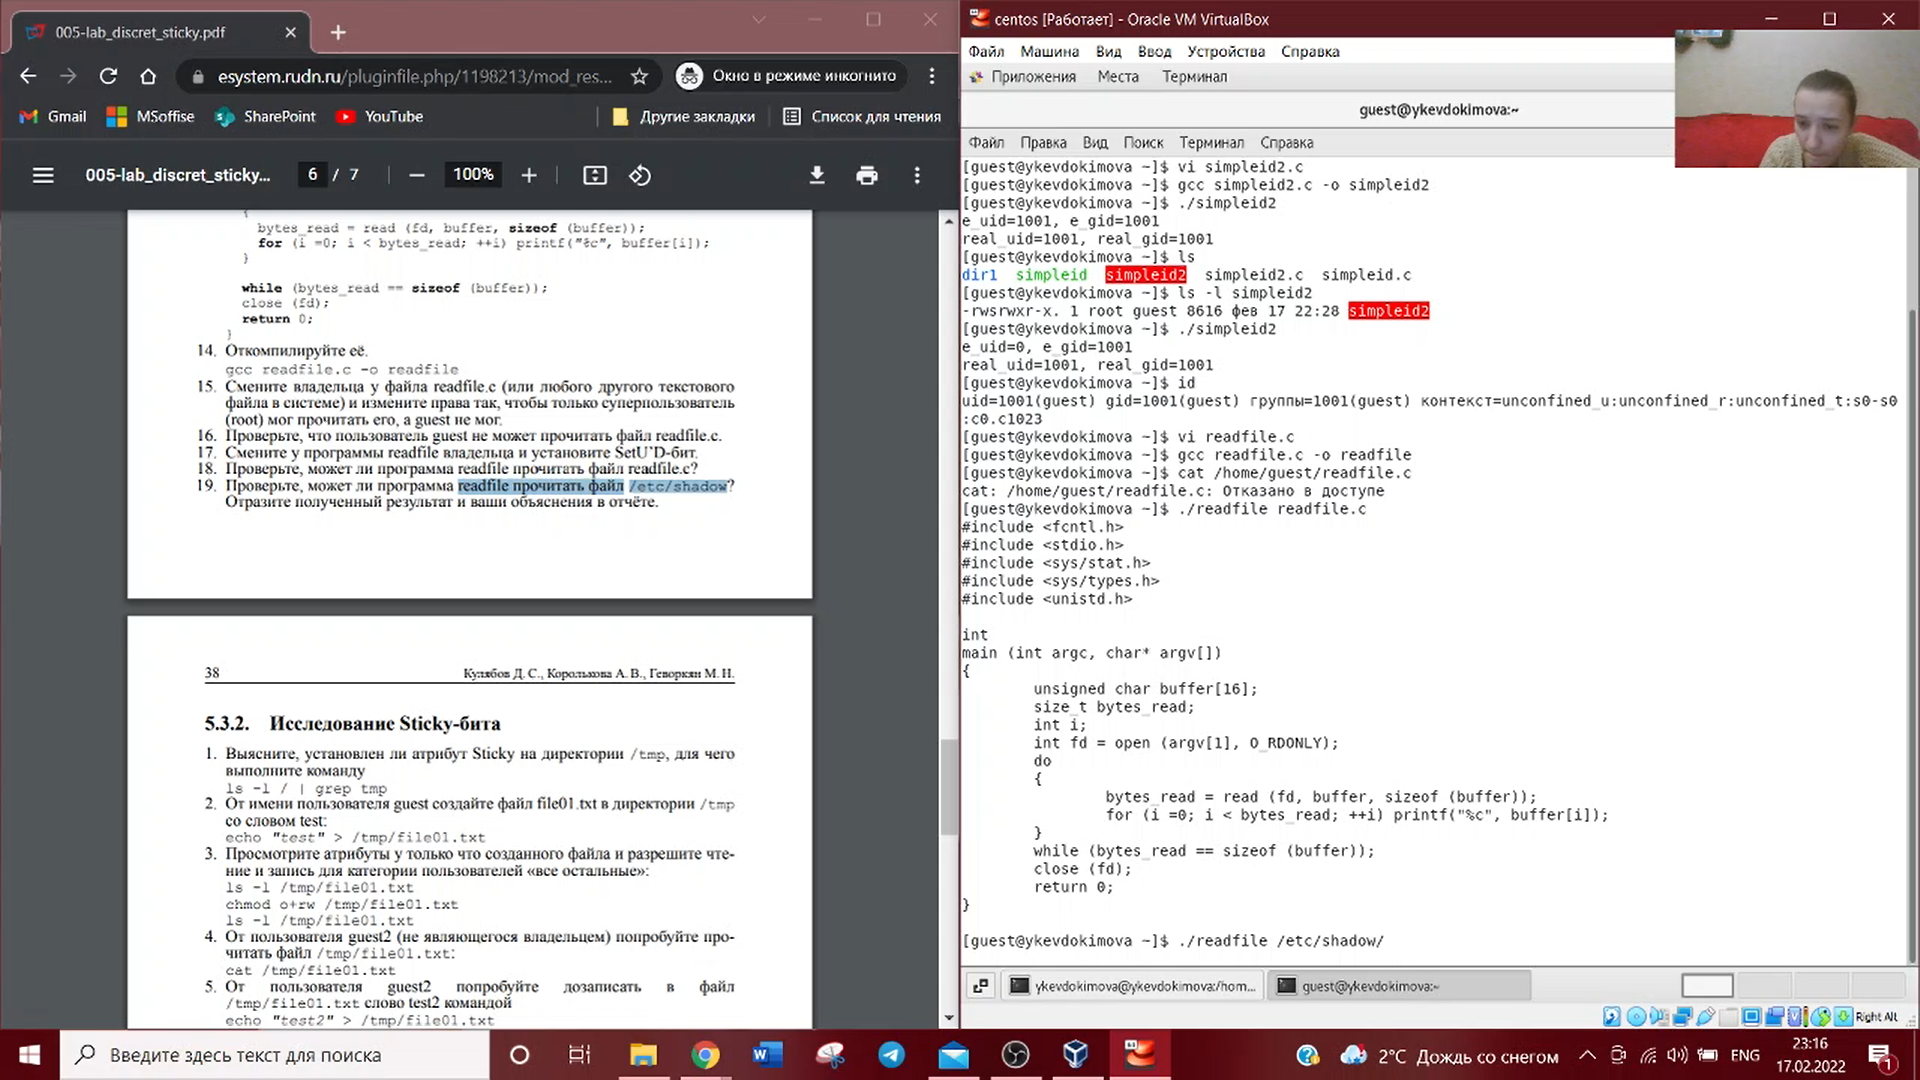 005-lab_discret_sticky.pdf
esystem.rudn.ru/pluginfile.php/1198213/mod_res...
Окно в режиме инкогнито
Gmail
MSoffise
SharePoint
YouTube
Другие закладки
Список для чтения
005-lab_discret_sticky...
6 / 7
100%
{
bytes_read = read (fd, buffer, sizeof (buffer));
for (i =0; i < bytes_read; ++i) printf("%c", buffer[i]);
}
while (bytes_read == sizeof (buffer));
close (fd);
return 0;
}
14. Откомпилируйте её.
gcc readfile.c -o readfile
15. Смените владельца у файла readfile.c (или любого другого текстового
файла в системе) и измените права так, чтобы только суперпользователь
(root) мог прочитать его, a guest не мог.
16. Проверьте, что пользователь guest не может прочитать файл readfile.c.
17. Смените у программы readfile владельца и установите SetU'D-бит.
18. Проверьте, может ли программа readfile прочитать файл readfile.c?
19. Проверьте, может ли программа readfile прочитать файл /etc/shadow?
Отразите полученный результат и ваши объяснения в отчёте.
38
Кулябов Д. С., Королькова А. В., Геворкян М. Н.
5.3.2. Исследование Sticky-бита
1. Выясните, установлен ли атрибут Sticky на директории /tmp, для чего
выполните команду
ls -l / | grep tmp
2. От имени пользователя guest создайте файл file01.txt в директории /tmp
со словом test:
echo "test" > /tmp/file01.txt
3. Просмотрите атрибуты у только что созданного файла и разрешите чте-
ние и запись для категории пользователей «все остальные»:
ls -l /tmp/file01.txt
chmod o+rw /tmp/file01.txt
ls -l /tmp/file01.txt
4. От пользователя guest2 (не являющегося владельцем) попробуйте про-
читать файл /tmp/file01.txt:
cat /tmp/file01.txt
5. От пользователя guest2 попробуйте дозаписать в файл
/tmp/file01.txt слово test2 командой
echo "test2" > /tmp/file01.txt
centos [Работает] - Oracle VM VirtualBox
Файл Машина Вид Ввод Устройства Справка
Приложения Места Терминал
guest@ykevdokimova:~
Файл Правка Вид Поиск Терминал Справка
[guest@ykevdokimova ~]$ vi simpleid2.c
[guest@ykevdokimova ~]$ gcc simpleid2.c -o simpleid2
[guest@ykevdokimova ~]$ ./simpleid2
e_uid=1001, e_gid=1001
real_uid=1001, real_gid=1001
[guest@ykevdokimova ~]$ ls
dir1 simpleid simpleid2 simpleid2.c simpleid.c
[guest@ykevdokimova ~]$ ls -l simpleid2
-rwsrwxr-x. 1 root guest 8616 фев 17 22:28 simpleid2
[guest@ykevdokimova ~]$ ./simpleid2
e_uid=0, e_gid=1001
real_uid=1001, real_gid=1001
[guest@ykevdokimova ~]$ id
uid=1001(guest) gid=1001(guest) группы=1001(guest) контекст=unconfined_u:unconfined_r:unconfined_t:s0-s0
:c0.c1023
[guest@ykevdokimova ~]$ vi readfile.c
[guest@ykevdokimova ~]$ gcc readfile.c -o readfile
[guest@ykevdokimova ~]$ cat /home/guest/readfile.c
cat: /home/guest/readfile.c: Отказано в доступе
[guest@ykevdokimova ~]$ ./readfile readfile.c
#include <fcntl.h>
#include <stdio.h>
#include <sys/stat.h>
#include <sys/types.h>
#include <unistd.h>
int
main (int argc, char* argv[])
{
unsigned char buffer[16];
size_t bytes_read;
int i;
int fd = open (argv[1], O_RDONLY);
do
{
bytes_read = read (fd, buffer, sizeof (buffer));
for (i =0; i < bytes_read; ++i) printf("%c", buffer[i]);
}
while (bytes_read == sizeof (buffer));
close (fd);
return 0;
}
[guest@ykevdokimova ~]$ ./readfile /etc/shadow/
ykevdokimova@ykevdokimova:/hom...
guest@ykevdokimova:~
Right Alt
Введите здесь текст для поиска
2°C Дождь со снегом
ENG
23:16
17.02.2022
1